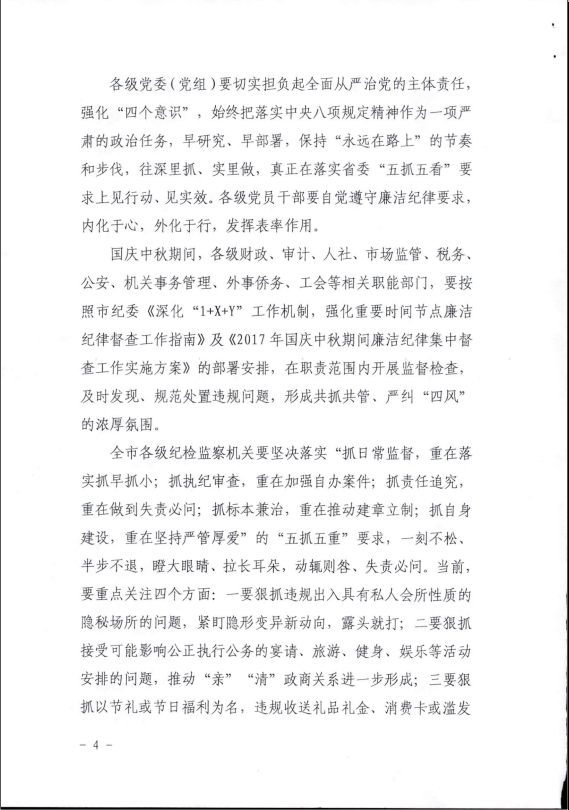 各级党委(党组)要切实担负起全面从严治党的主体责任，
强化“四个意识”，始终把落实中央八项规定精神作为一项严
肃的政治任务，早研究、早部署，保持“永远在路上”的节奏
和步伐，往深里抓、实里做，真正在落实省委“五抓五看”要
求上见行动、见实效。各级党员干部要自觉遵守廉洁纪律要求，
内化于心，外化于行，发挥表率作用。
国庆中秋期间，各级财政、审计、人社、市场监管、税务、
公安、机关事务管理、外事侨务、工会等相关职能部门，要按
照市纪委《深化“1+X+Y”工作机制，强化重要时间节点廉洁
纪律督查工作指南》及《2017年国庆中秋期间廉洁纪律集中督
查工作实施方案》的部署安排，在职责范围内开展监督检查，
及时发现、规范处置违规问题，形成共抓共管、严纠“四风”
的浓厚氛围。
全市各级纪检监察机关要坚决落实“抓日常监督，重在落
实抓早抓小；抓执纪审查，重在加强自办案件；抓责任追究，
重在做到失责必问；抓标本兼治，重在推动建章立制；抓自身
建设，重在坚持严管厚爱”的“五抓五重”要求，一刻不松、
半步不退，瞪大眼睛、拉长耳朵，动辄则咎、失责必问。当前，
要重点关注四个方面：一要狠抓违规出入具有私人会所性质的
隐秘场所的问题，紧盯隐形变异新动向，露头就打；二要狠抓
接受可能影响公正执行公务的宴请、旅游、健身、娱乐等活动
安排的问题，推动“亲”“清”政商关系进一步形成；三要狠
抓以节礼或节日福利为名，违规收送礼品礼金、消费卡或滥发
- 4 -